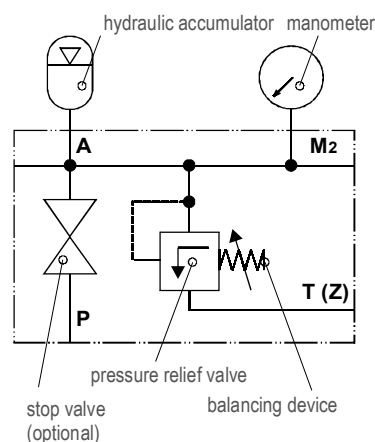 hydraulic accumulator
manometer
A
M2
P
T (Z)
pressure relief valve
balancing device
stop valve
(optional)